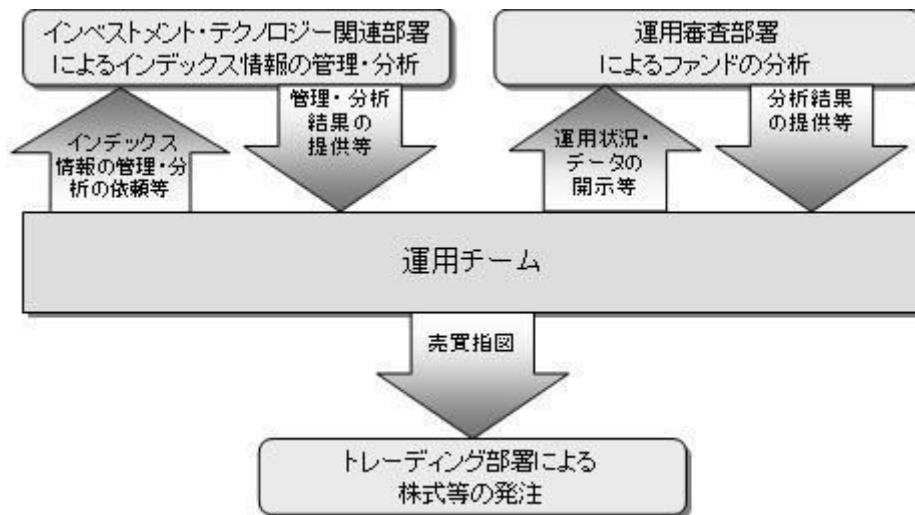 インベストメント・テクノロジー関連部署
によるインデックス情報の管理・分析
運用審査部署
によるファンドの分析
インデックス
情報の管理・分
析の依頼等
管理・分析
結果の
提供等
運用状況・
データの
開示等
分析結果
の提供等
運用チーム
売買指図
トレーディング部署による
株式等の発注